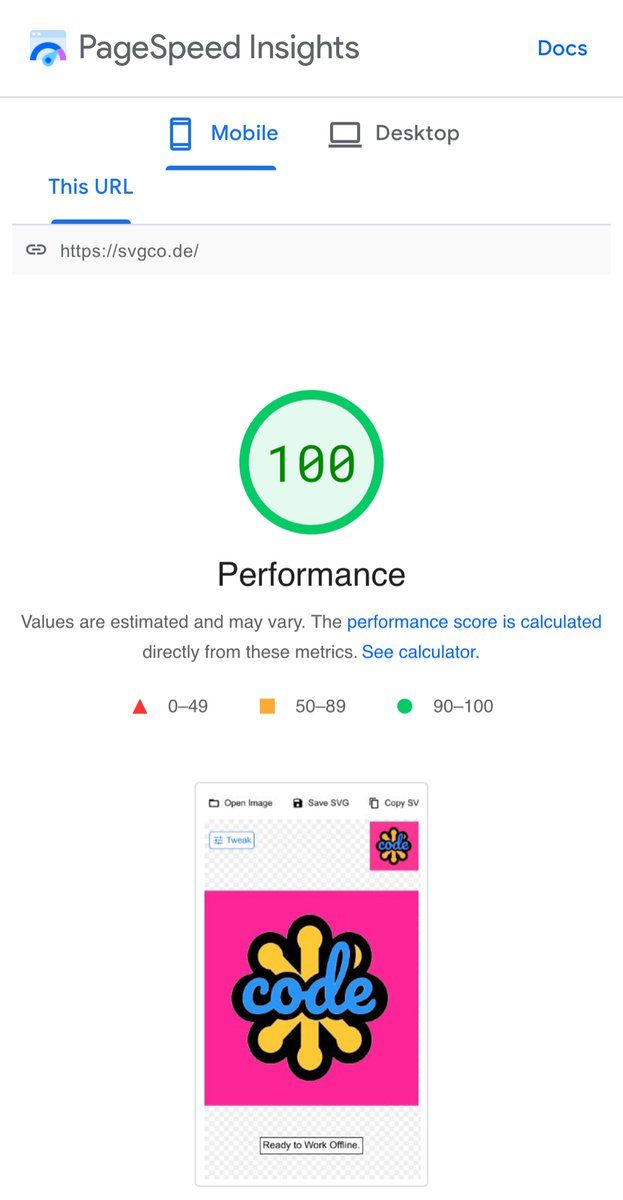 PageSpeed Insights
Docs
Mobile
Desktop
This URL
https://svgco.de/
100
Performance
Values are estimated and may vary. The performance score is calculated
directly from these metrics. See calculator.
0–49
50–89
90–100
Open Image
Save SVG
Copy SV
Tweak
code
code
Ready to Work Offline.